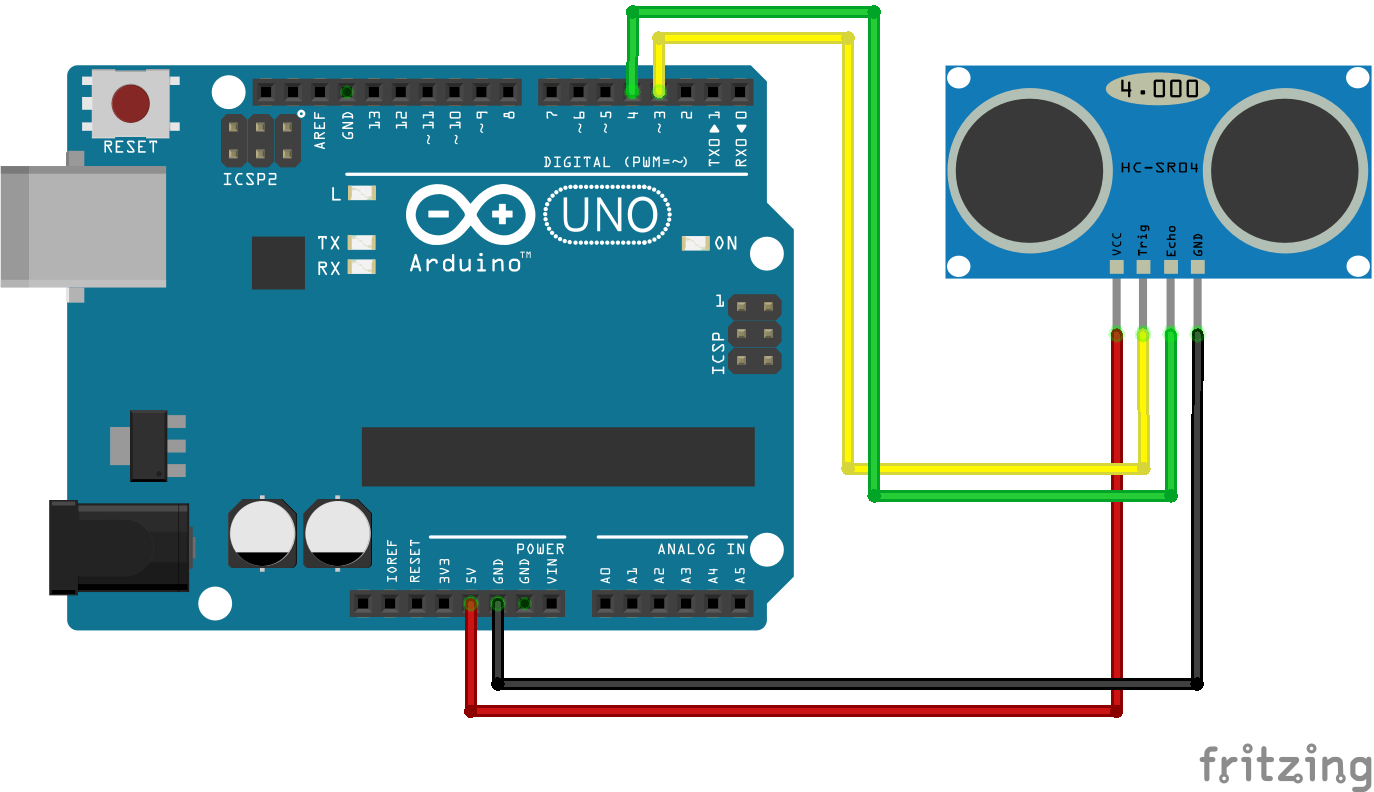 4.000
HC-SR04
VCC
Trig
Echo
GND
RESET
ICSP2
AREF
GND
13
12
~11
~10
~9
8
7
~6
~5
4
~3
2
TX0▶1
RX0◀0
DIGITAL (PWM=~)
L
TX
RX
UNO
Arduino™
ON
1
ICSP
POWER
ANALOG IN
IOREF
RESET
3V3
5V
GND
GND
VIN
A0
A1
A2
A3
A4
A5
fritzing